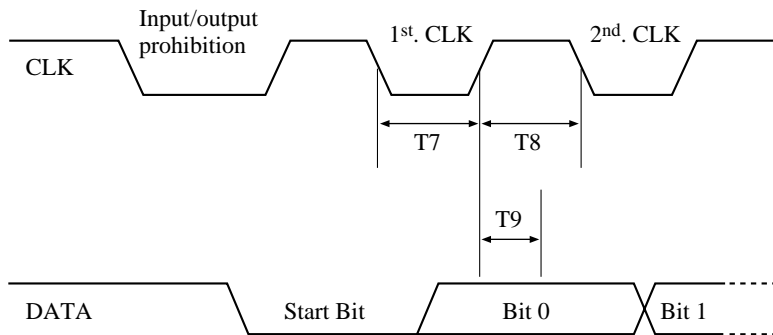 Input/output
prohibition
1st. CLK
2nd. CLK
CLK
T7
T8
T9
DATA
Start Bit
Bit 0
Bit 1